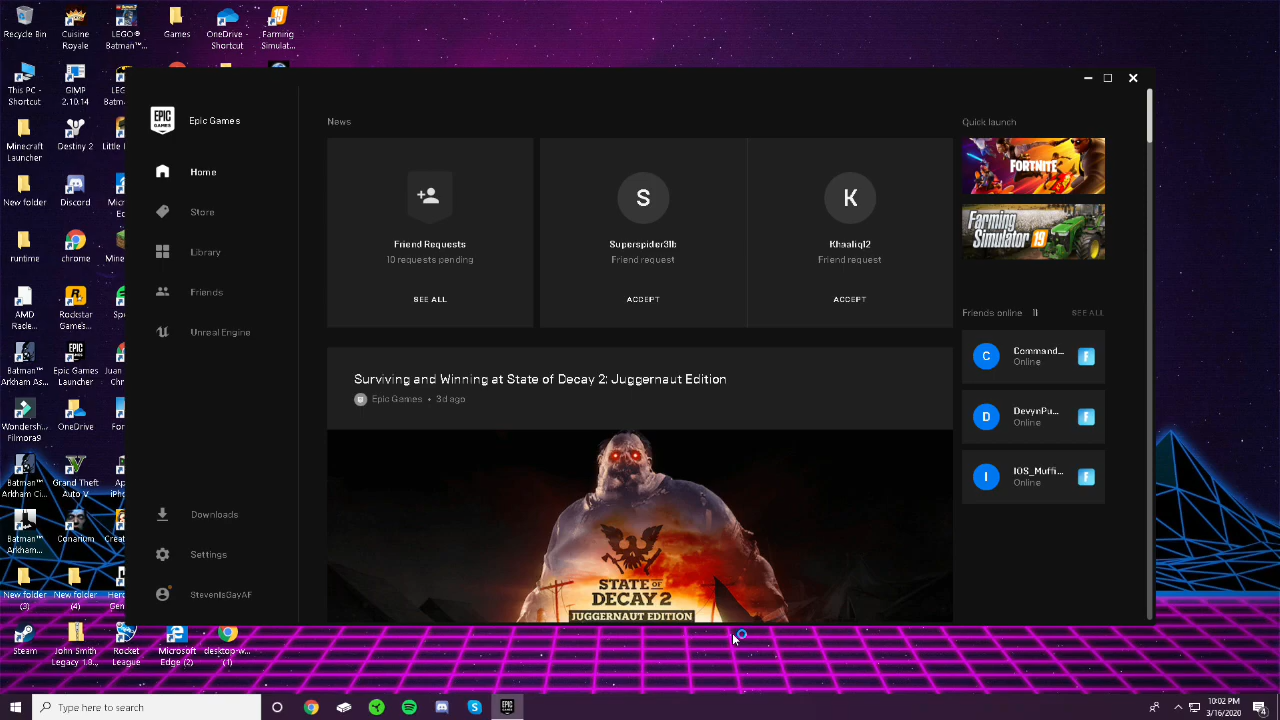 Recycle Bin
Cuisine
Royale
LEGO®
Batman™...
Games
OneDrive -
Shortcut
Farming
Simulat...
This PC -
Shortcut
GIMP
2.10.14
Minecraft
Launcher
Destiny 2
New folder
Discord
runtime
chrome
AMD
Rade...
Rockstar
Games...
Batman™
Arkham As...
Epic Games
Launcher
Wondersh...
Filmora9
OneDrive
Batman™
Arkham Ci...
Grand Theft
Auto V
Batman™
Arkham...
Conarium
New folder
(3)
New folder
(4)
Steam
John Smith
Legacy 1.8...
Rocket
League
Microsoft
Edge (2)
desktop-w...
(1)
EPIC
GAMES
Epic Games
Home
Store
Library
Friends
Unreal Engine
Downloads
Settings
StevenIsGayAF
News
Friend Requests
10 requests pending
SEE ALL
S
Superspider31b
Friend request
ACCEPT
K
Khaaliq12
Friend request
ACCEPT
Surviving and Winning at State of Decay 2: Juggernaut Edition
Epic Games • 3d ago
STATE OF
DECAY 2
JUGGERNAUT EDITION
Quick launch
FORTNITE
Farming
Simulator 19
Friends online 11 SEE ALL
C
Command...
Online
D
DevynPu...
Online
I
IOS_Muffi...
Online
Type here to search
10:02 PM
3/16/2020
4